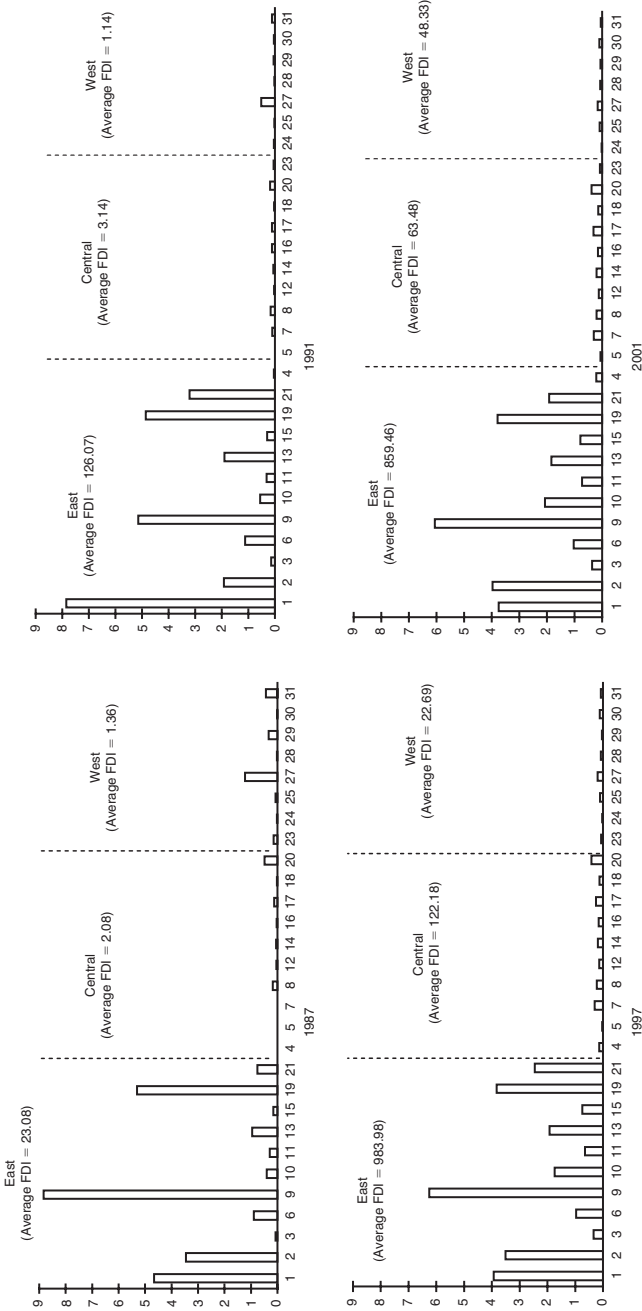 9
8
7
6
5
4
3
2
1
0
East
(Average FDI = 23.08)
Central
(Average FDI = 2.08)
West
(Average FDI = 1.36)
1 2 3 6 9 10 11 13 15 19 21 4 5 7 8 12 14 16 17 18 20 23 24 25 27 28 29 30 31
1987
9
8
7
6
5
4
3
2
1
0
East
(Average FDI = 126.07)
Central
(Average FDI = 3.14)
West
(Average FDI = 1.14)
1 2 3 6 9 10 11 13 15 19 21 4 5 7 8 12 14 16 17 18 20 23 24 25 27 28 29 30 31
1991
9
8
7
6
5
4
3
2
1
0
East
(Average FDI = 983.98)
Central
(Average FDI = 122.18)
West
(Average FDI = 22.69)
1 2 3 6 9 10 11 13 15 19 21 4 5 7 8 12 14 16 17 18 20 23 24 25 27 28 29 30 31
1997
9
8
7
6
5
4
3
2
1
0
East
(Average FDI = 859.46)
Central
(Average FDI = 63.48)
West
(Average FDI = 48.33)
1 2 3 6 9 10 11 13 15 19 21 4 5 7 8 12 14 16 17 18 20 23 24 25 27 28 29 30 31
2001